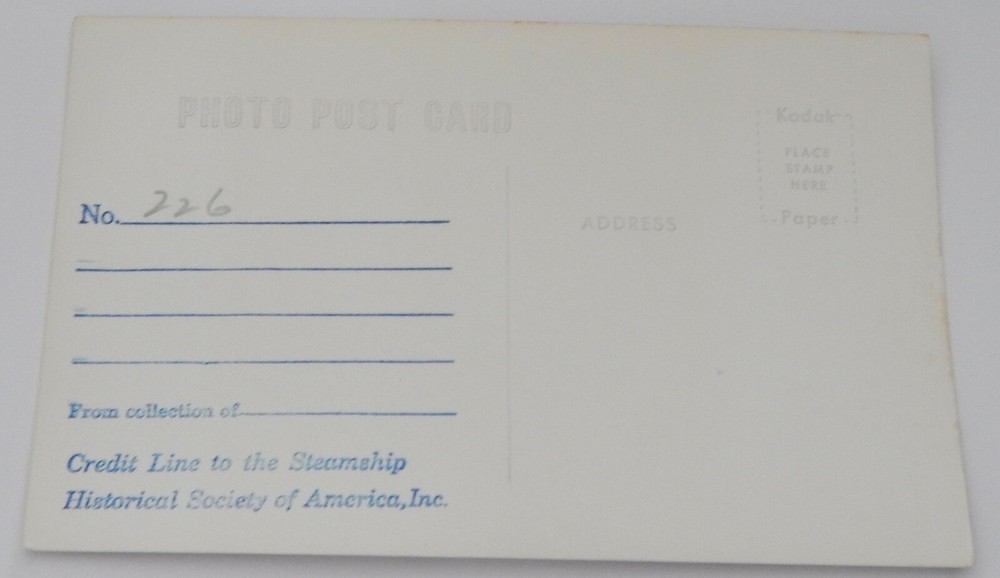 PHOTO POST CARD
Kodak
PLACE
STAMP
HERE
Paper
No. 226
ADDRESS
From collection of
Credit Line to the Steamship
Historical Society of America, Inc.